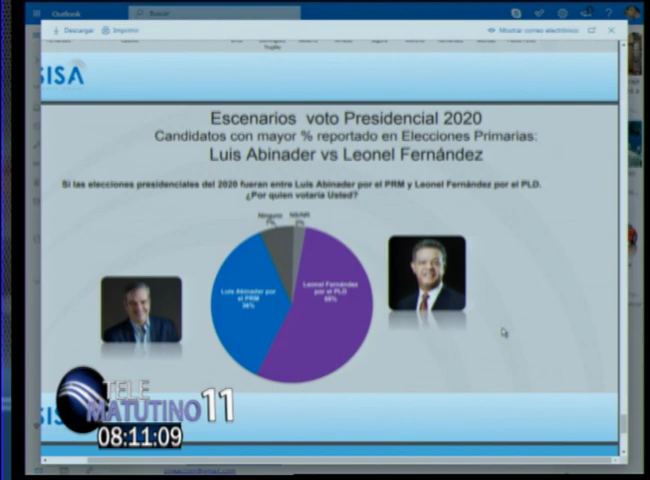 Outlook
Buscar
Descargar Imprimir
Mostrar correo electrónico
SISA
Escenarios voto Presidencial 2020
Candidatos con mayor % reportado en Elecciones Primarias:
Luis Abinader vs Leonel Fernández
Si las elecciones presidenciales del 2020 fueran entre Luis Abinader por el PRM y Leonel Fernández por el PLD.
¿Por quien votaría Usted?
Ninguno
NS/NR
Luis Abinader por
el PRM
Leonel Fernández
por el PLD
TELE
MATUTINO 11
08:11:09